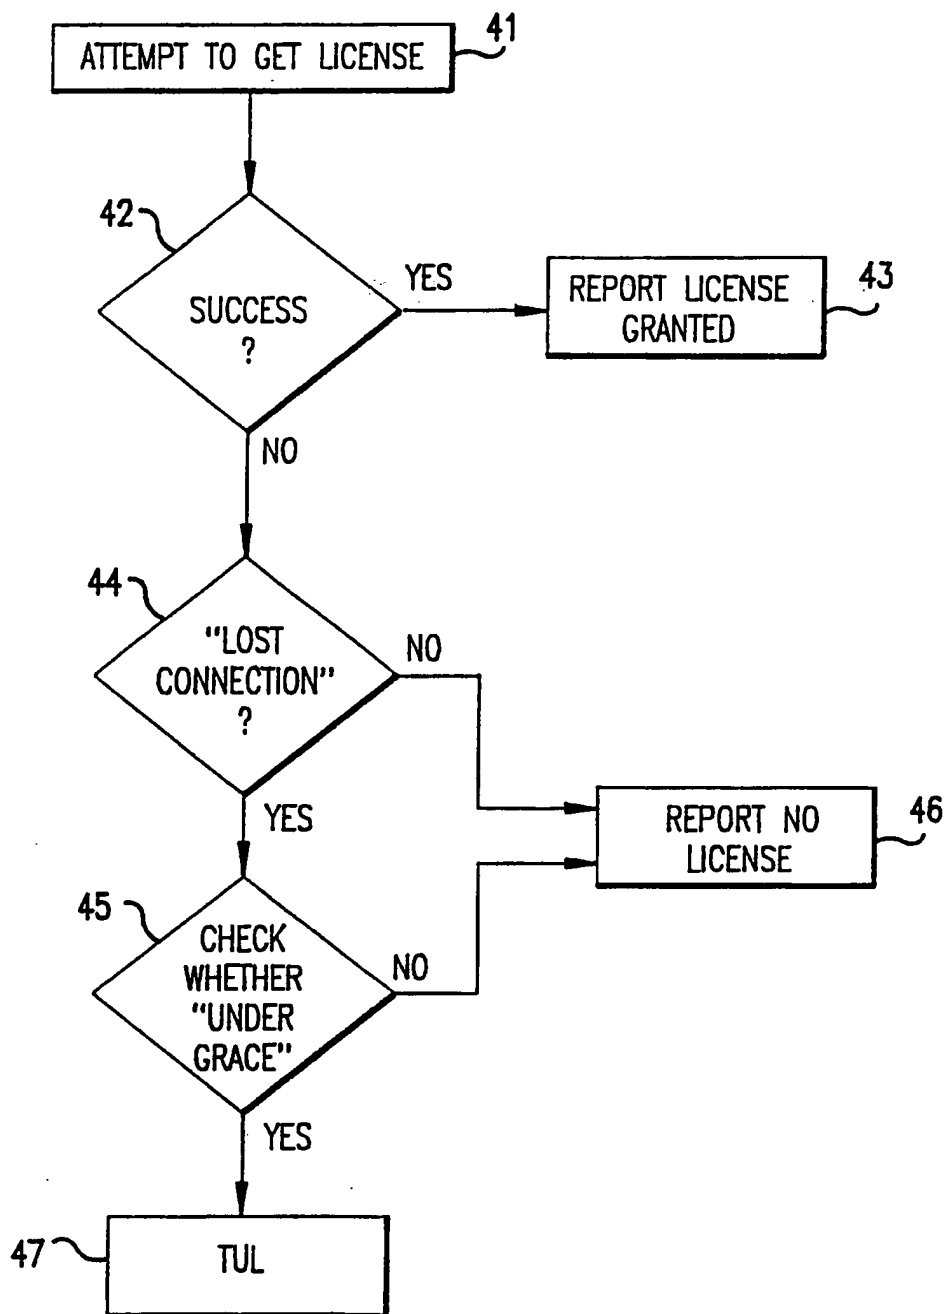 ATTEMPT TO GET LICENSE
41
42
SUCCESS
?
YES
REPORT LICENSE
GRANTED
43
NO
44
"LOST
CONNECTION"
?
NO
YES
REPORT NO
LICENSE
46
45
CHECK
WHETHER
"UNDER
GRACE"
NO
YES
47
TUL